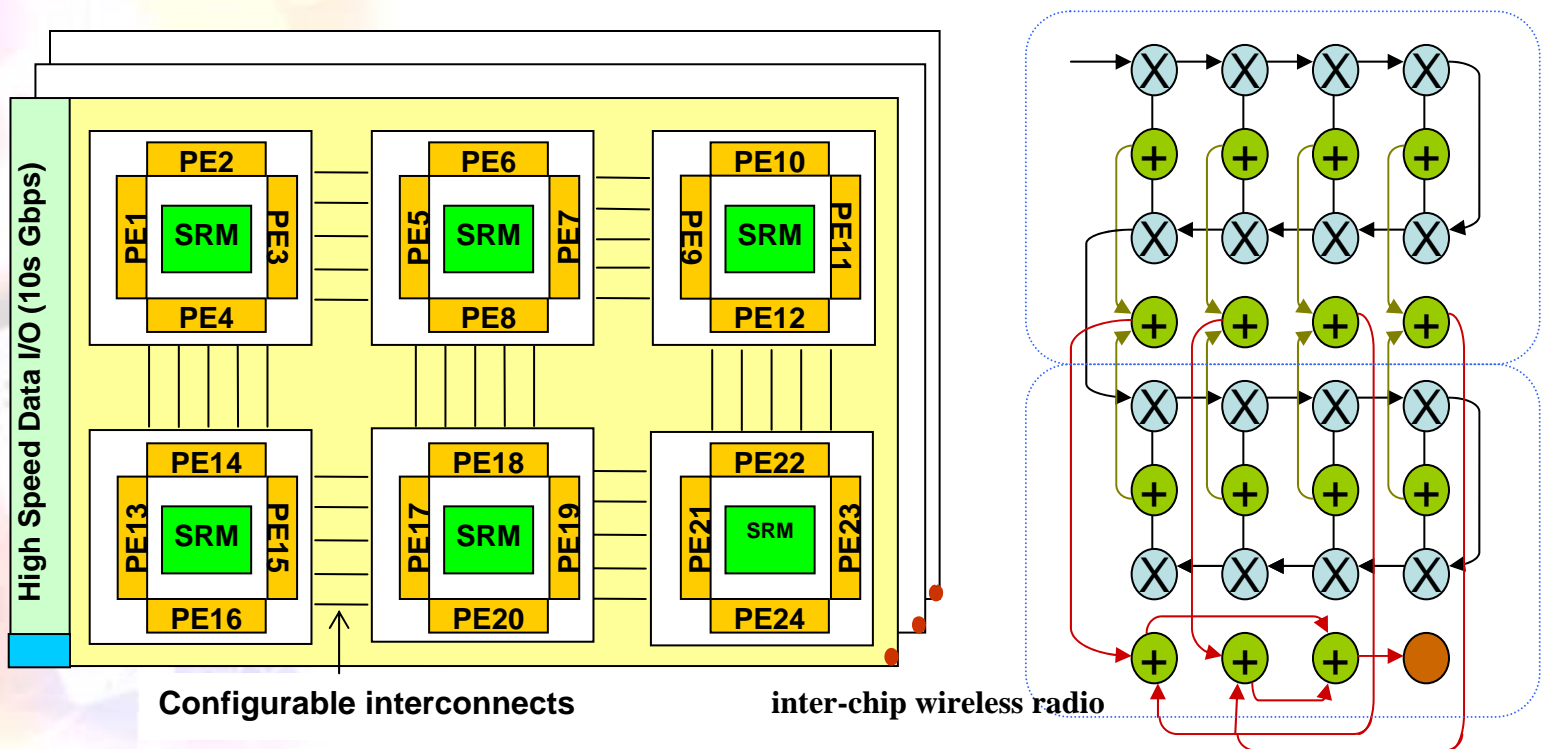 High Speed Data I/O (10s Gbps)
PE2
PE1
SRM
PE3
PE4
PE6
PE5
SRM
PE7
PE8
PE10
PE9
SRM
PE11
PE12
PE14
PE13
SRM
PE15
PE16
PE18
PE17
SRM
PE19
PE20
PE22
PE21
SRM
PE23
PE24
Configurable interconnects
inter-chip wireless radio
X X X X
+ + + +
X X X X
+ + + +
X X X X
+ + + +
X X X X
+ + +